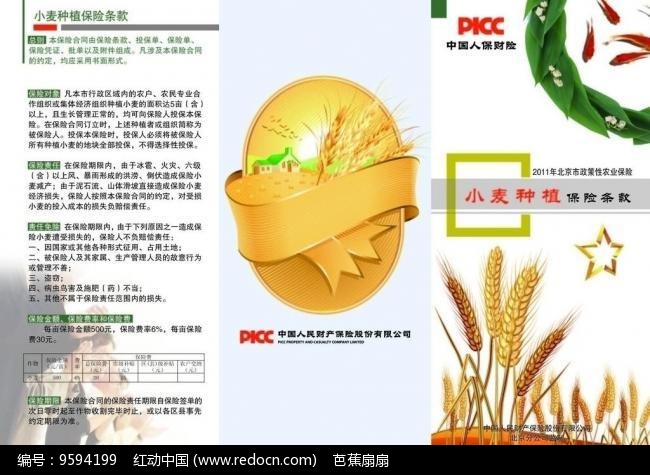 小麦种植保险条款
总则 本保险合同由保险条款、投保单、保险单、
保险凭证、批单以及附件组成。凡涉及本保险合同
的约定，均应采用书面形式。
保险对象 凡本市行政区域内的农户、农民专业合
作组织或集体经济组织种植小麦的面积达5亩（含）
以上，且生长管理正常的，均可向保险人投保本保
险。在保险合同订立时，上述种植者或组织简称为
被保险人。投保本保险时，投保人必须将被保险人
所有种植小麦的地块全部投保，不得选择性投保。
保险责任 在保险期限内，由于冰雹、火灾、六级
（含）以上风、暴雨形成的洪涝、倒伏造成保险小
麦减产；由于泥石流、山体滑坡直接造成保险小麦
经济损失，保险人按照本保险合同的约定，对受损
小麦的投入成本的损失负赔偿责任。
责任免除 在保险期限内，由于下列原因之一造成保
险小麦遭受损失的，保险人不负赔偿责任：
一、因国家或其他各种形式征用、占用土地；
二、被保险人及其家属、生产管理人员的故意行为
或管理不善；
三、盗窃；
四、病虫鸟害及施肥（药）不当；
五、其他不属于保险责任范围内的损失。
保险金额、保险费率和保险费
每亩保险金额500元，保险费率6%，每亩保险
费30元。
作物
保险费
保险期限 本保险合同的保险责任期限自保险签单的
次日零时起至作物收割完毕时止，或以各区县事先
约定期限为准。
PICC 中国人民财产保险股份有限公司
PICC PROPERTY AND CASUALTY COMPANY LIMITED
PICC
中国人保财险
2011年北京市政策性农业保险
小麦种植 保险条款
中国人民财产保险股份有限公司
北京分公司监制
编号：9594199 红动中国 (www.redocn.com) 芭蕉扇扇